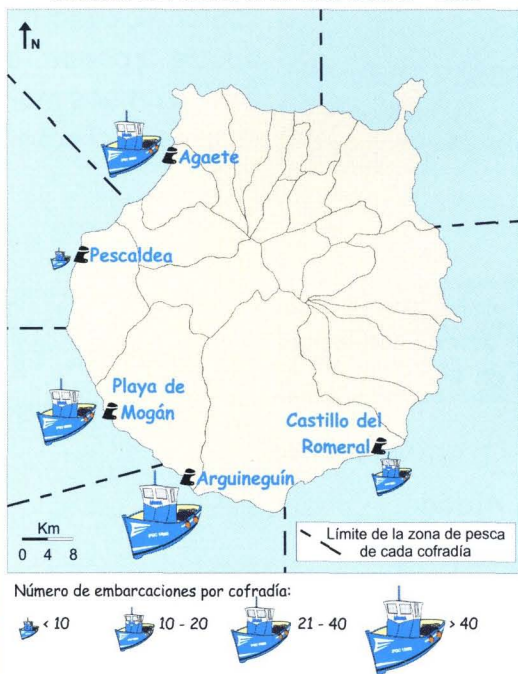 N
Agaete
Pescaldea
Playa de
Mogán
Castillo del
Romeral
Arguineguín
Km
0 4 8
Límite de la zona de pesca
de cada cofradía
Número de embarcaciones por cofradía:
< 10 10 - 20 21 - 40 > 40